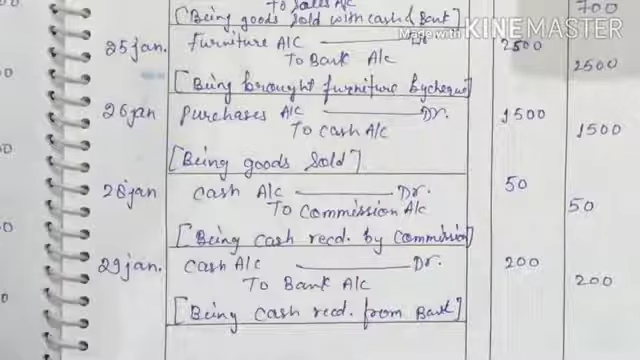 To Sales A/c 700
[Being goods sold with cash & Bank]
Made with KINEMASTER
25 Jan. furniture A/c Dr 2500
To Bank A/c 2500
[Being brought furniture by cheque]
26 Jan purchases A/c Dr. 1500
To cash A/c 1500
[Being goods sold]
28 Jan cash A/c Dr. 50
To Commission A/c 50
[Being cash recd. by Commission]
29 Jan. cash A/c Dr. 200
To Bank A/c 200
[Being cash recd. from Bank]